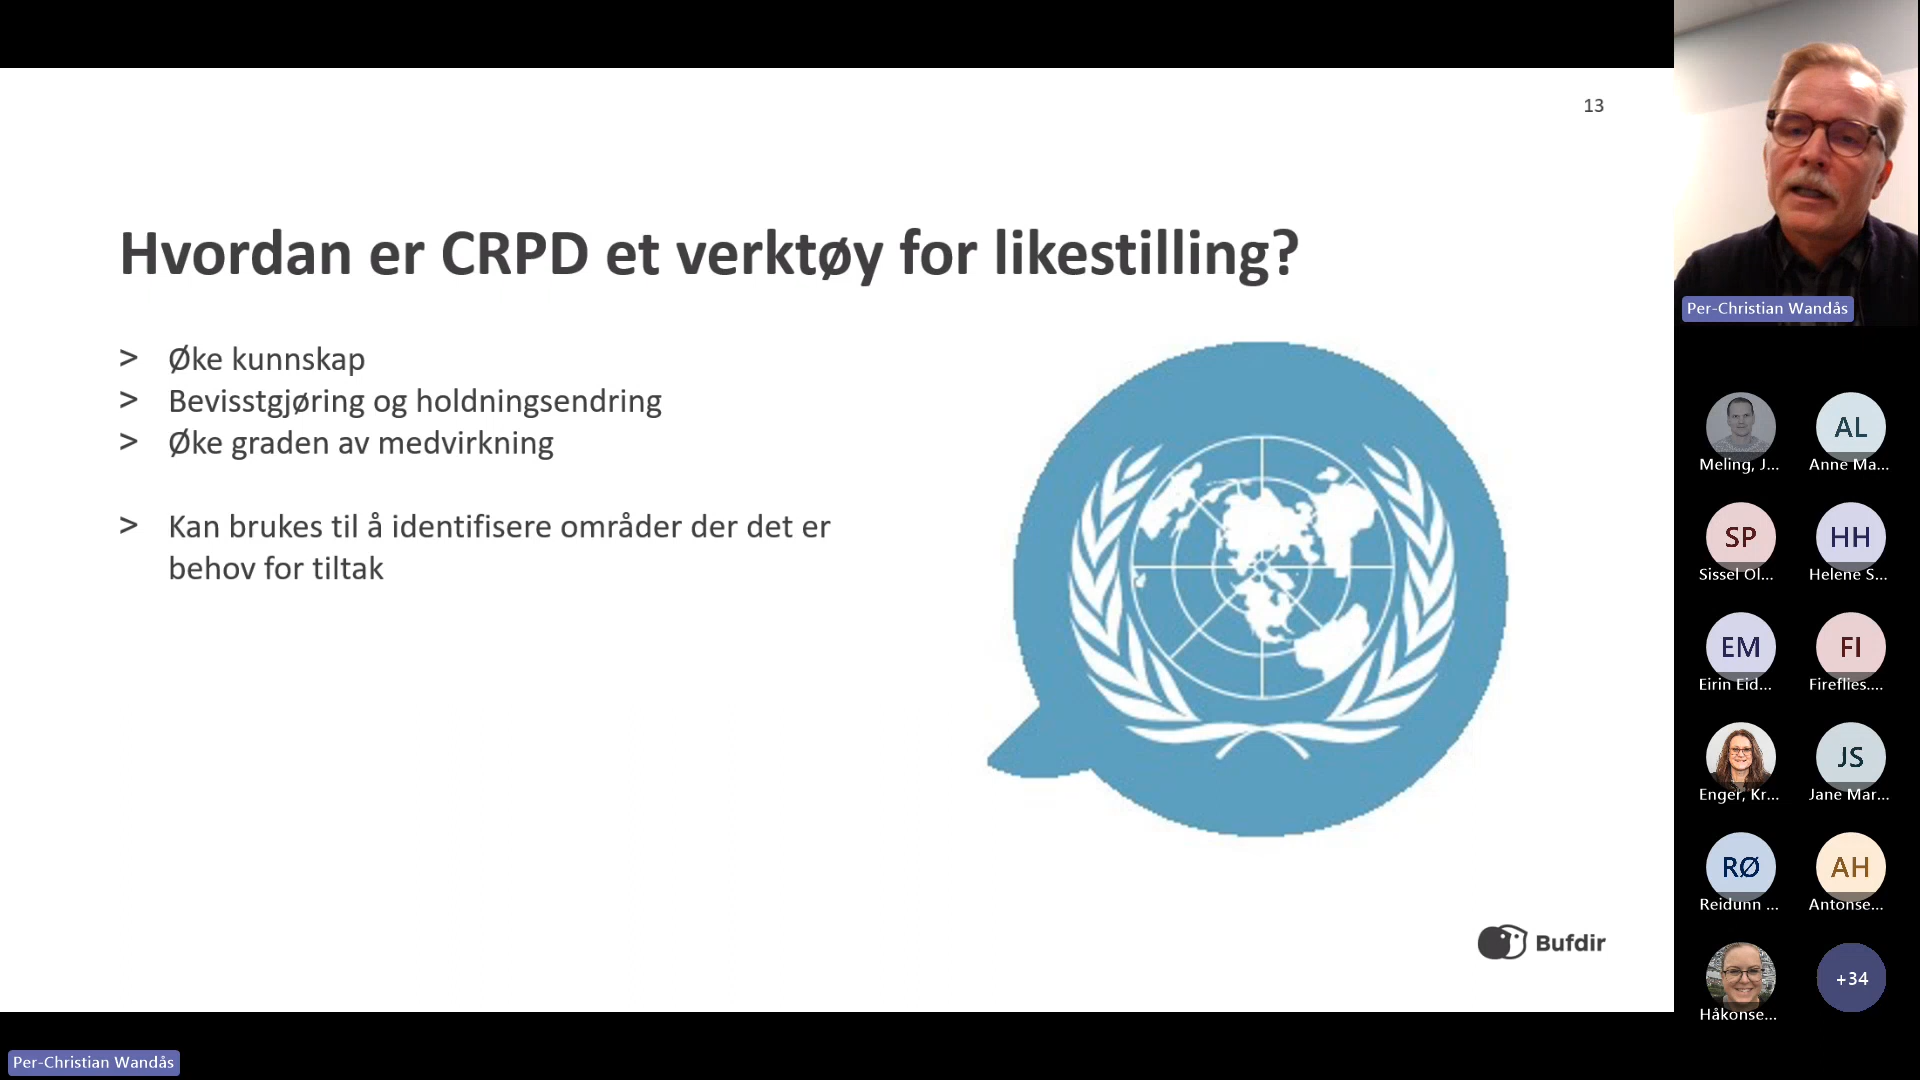 13
Hvordan er CRPD et verktøy for likestilling?
> Øke kunnskap
> Bevisstgjøring og holdningsendring
> Øke graden av medvirkning
> Kan brukes til å identifisere områder der det er
behov for tiltak
Bufdir
Per-Christian Wandås
Per-Christian Wandås
Meling, J...
AL
Anne Ma...
SP
Sissel Ol...
HH
Helene S...
EM
Eirin Eid...
FI
Fireflies....
Enger, Kr...
JS
Jane Mar...
RØ
Reidunn ...
AH
Antonse...
Håkonse...
+34